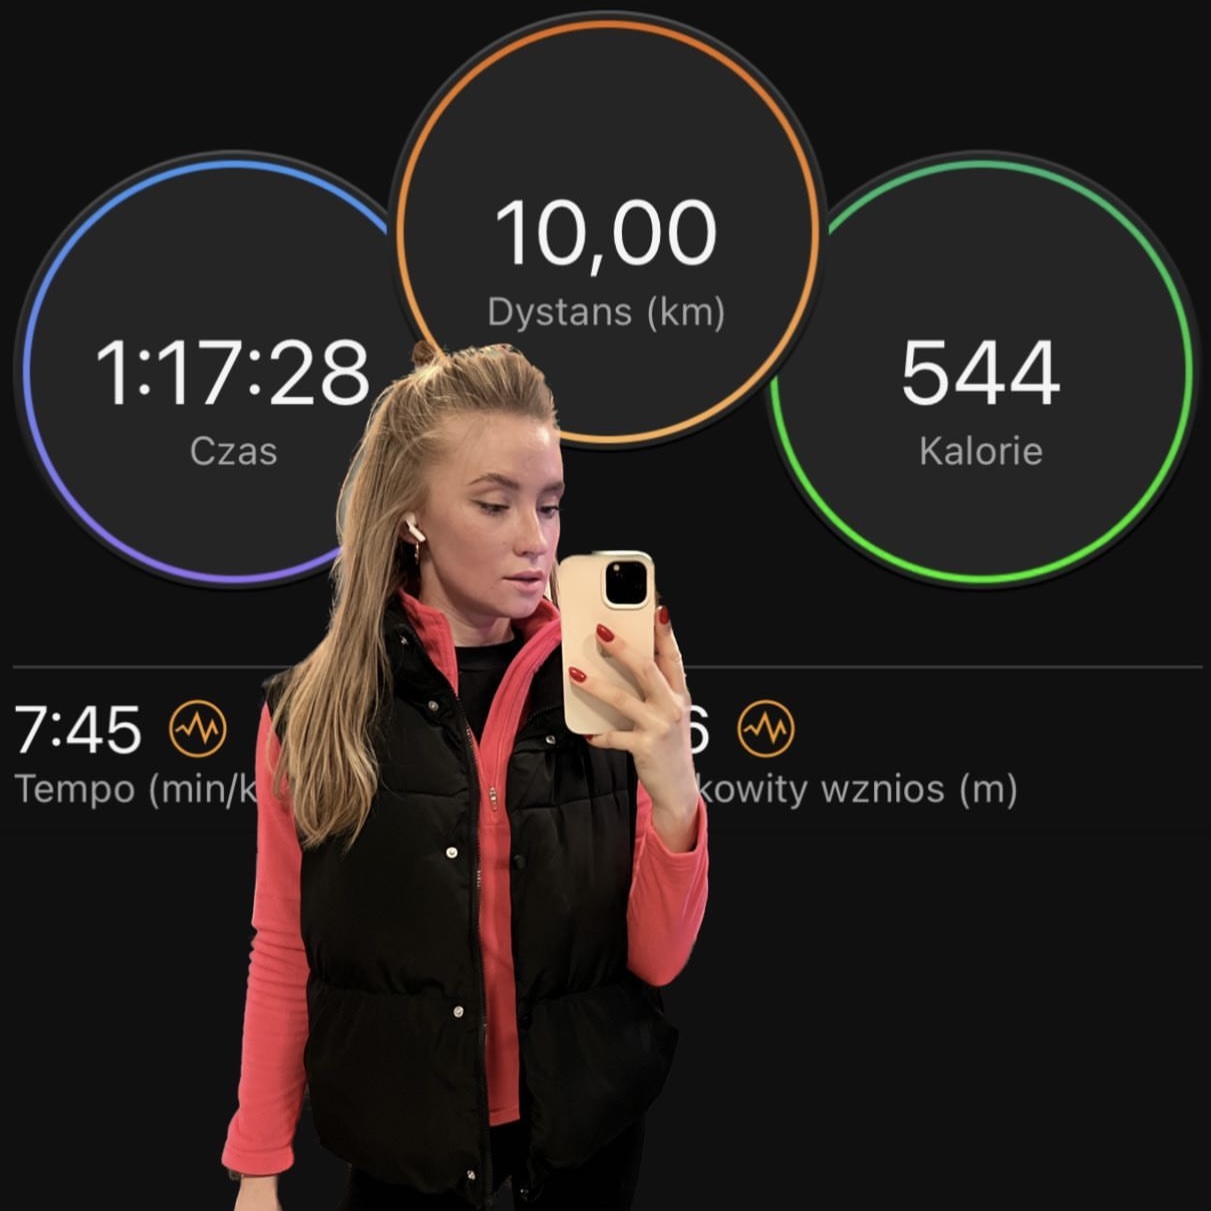 10,00
Dystans (km)
1:17:28
Czas
544
Kalorie
7:45
Tempo (min/k
6
kowity wznios (m)